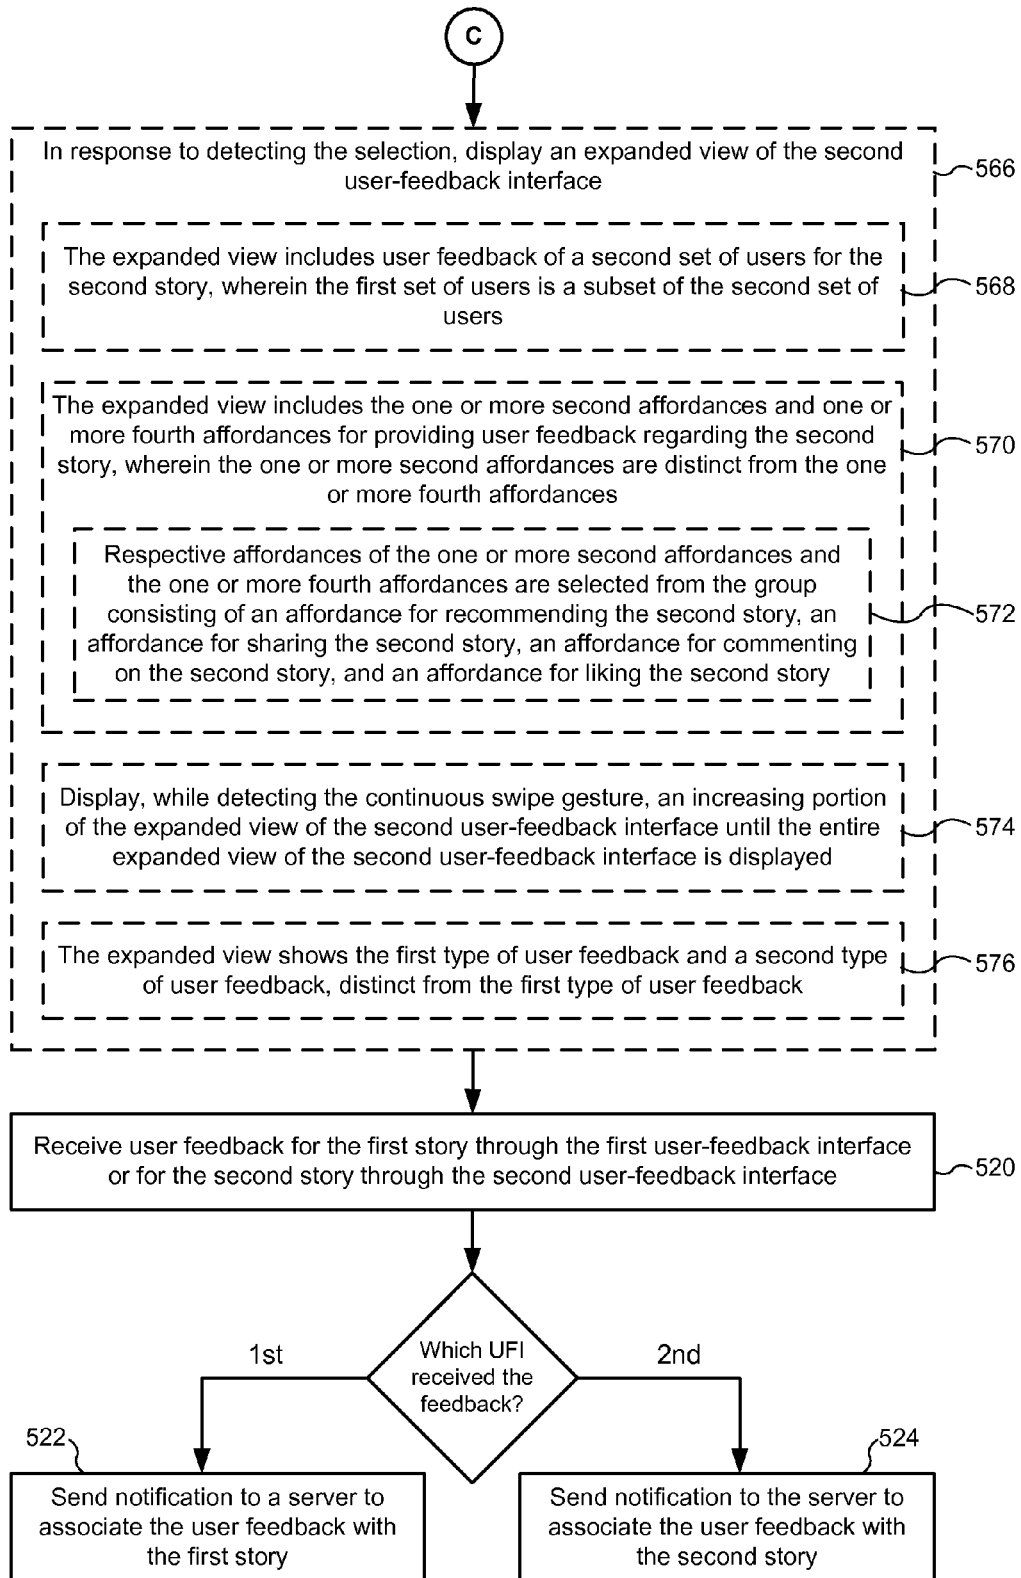 C
In response to detecting the selection, display an expanded view of the second
user-feedback interface
566
The expanded view includes user feedback of a second set of users for the
second story, wherein the first set of users is a subset of the second set of
users
568
The expanded view includes the one or more second affordances and one or
more fourth affordances for providing user feedback regarding the second
story, wherein the one or more second affordances are distinct from the one
or more fourth affordances
570
Respective affordances of the one or more second affordances and
the one or more fourth affordances are selected from the group
consisting of an affordance for recommending the second story, an
affordance for sharing the second story, an affordance for commenting
on the second story, and an affordance for liking the second story
572
Display, while detecting the continuous swipe gesture, an increasing portion
of the expanded view of the second user-feedback interface until the entire
expanded view of the second user-feedback interface is displayed
574
The expanded view shows the first type of user feedback and a second type
of user feedback, distinct from the first type of user feedback
576
Receive user feedback for the first story through the first user-feedback interface
or for the second story through the second user-feedback interface
520
Which UFI
received the
feedback?
1st
2nd
522
Send notification to a server to
associate the user feedback with
the first story
524
Send notification to the server to
associate the user feedback with
the second story